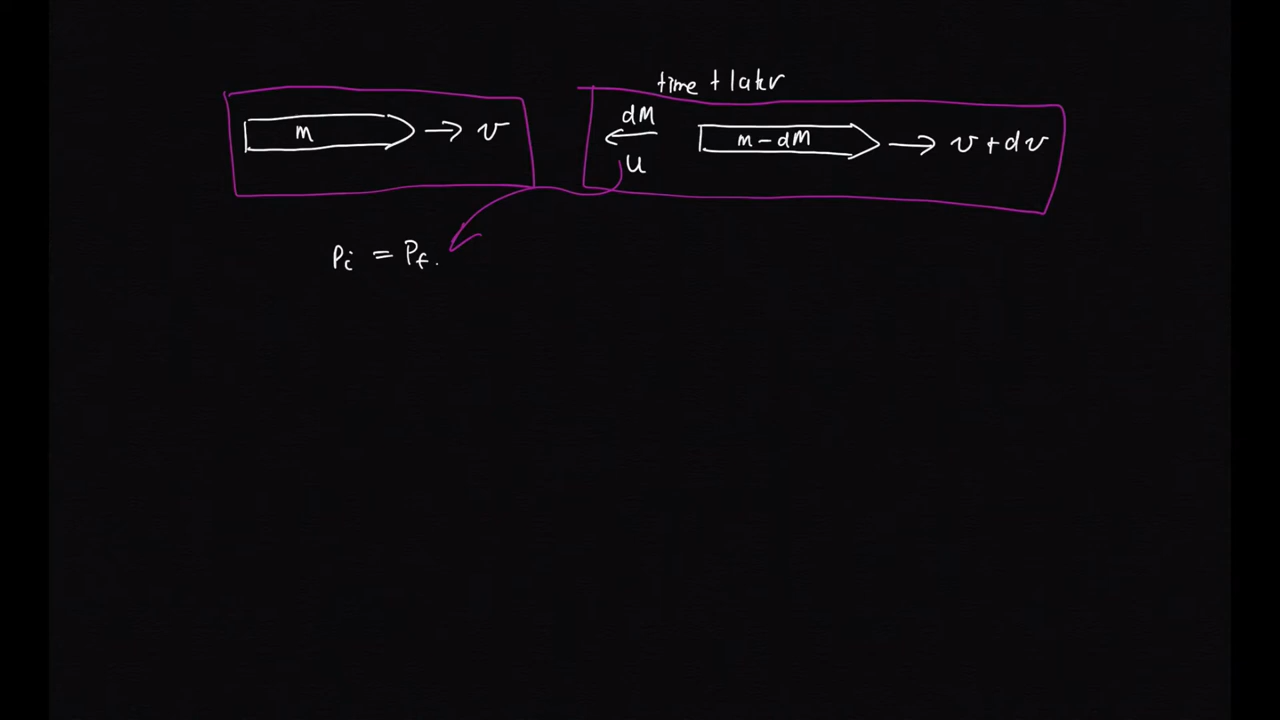 time t later
m → v
dM
←
u
m - dM → v + dv
Pi = Pf.